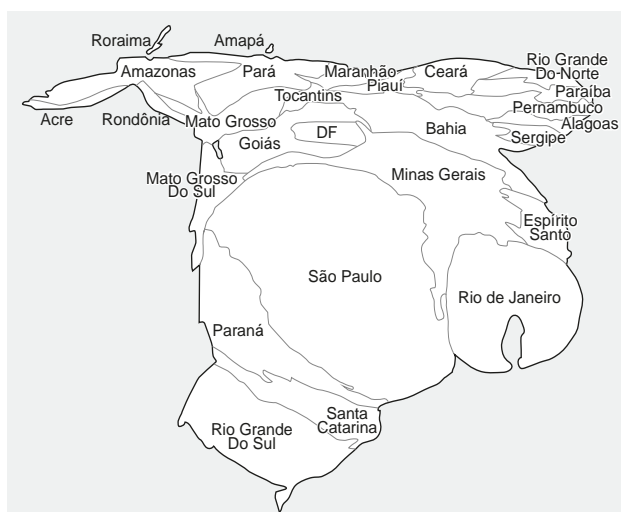 Roraima
Amapá
Amazonas
Pará
Maranhão
Piauí
Ceará
Rio Grande
Do-Norte
Paraíba
Pernambuco
Alagoas
Sergipe
Acre
Rondônia
Mato Grosso
Tocantins
Goiás
DF
Bahia
Mato Grosso
Do Sul
Minas Gerais
Espírito
Santo
São Paulo
Rio de Janeiro
Paraná
Santa
Catarina
Rio Grande
Do Sul